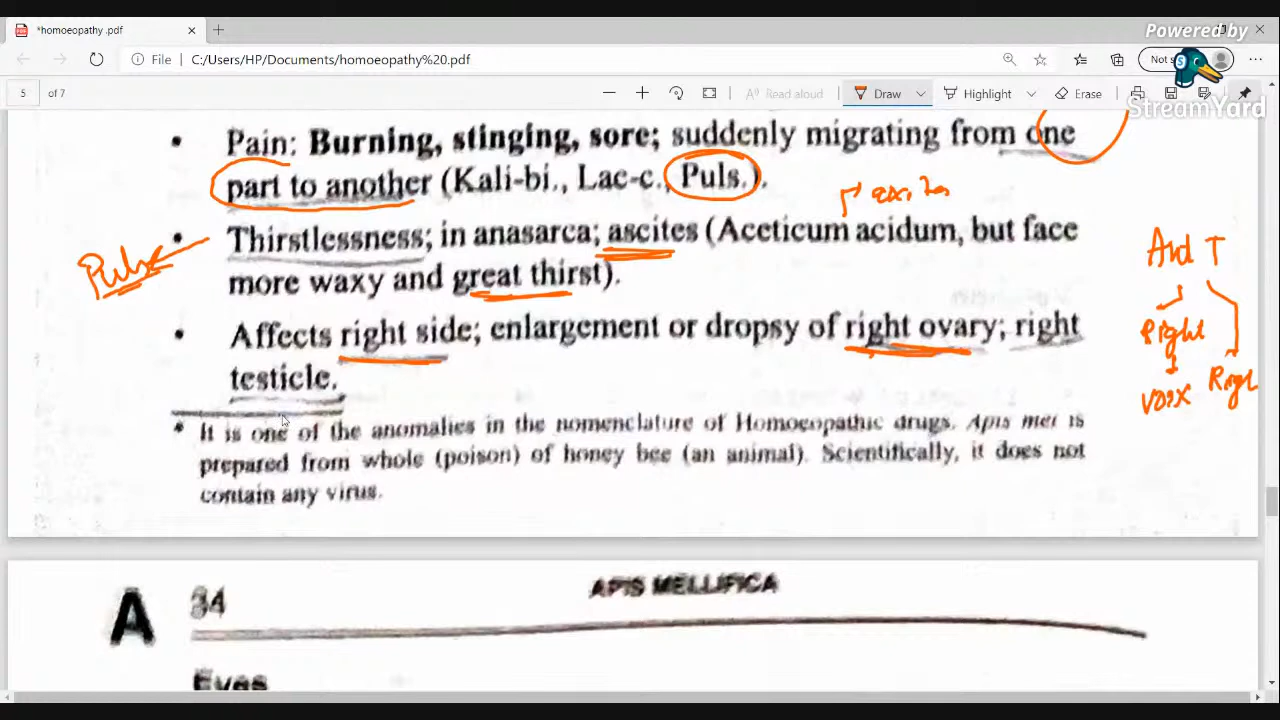 *homoeopathy .pdf
Powered by
File C:/Users/HP/Documents/homoeopathy%20.pdf
Not s
StreamYard
5 of 7 Read aloud Draw Highlight Erase
• Pain: Burning, stinging, sore; suddenly migrating from one
part to another (Kali-bi., Lac-c., Puls.).
• Thirstlessness; in anasarca; ascites (Aceticum acidum, but face
more waxy and great thirst).
Puls
• Affects right side; enlargement or dropsy of right ovary; right
testicle.
Right
* It is one of the anomalies in the nomenclature of Homoeopathic drugs. Apis mel is
prepared from whole (poison) of honey bee (an animal). Scientifically, it does not
contain any virus.
A 34 APIS MELLIFICA
Eyes